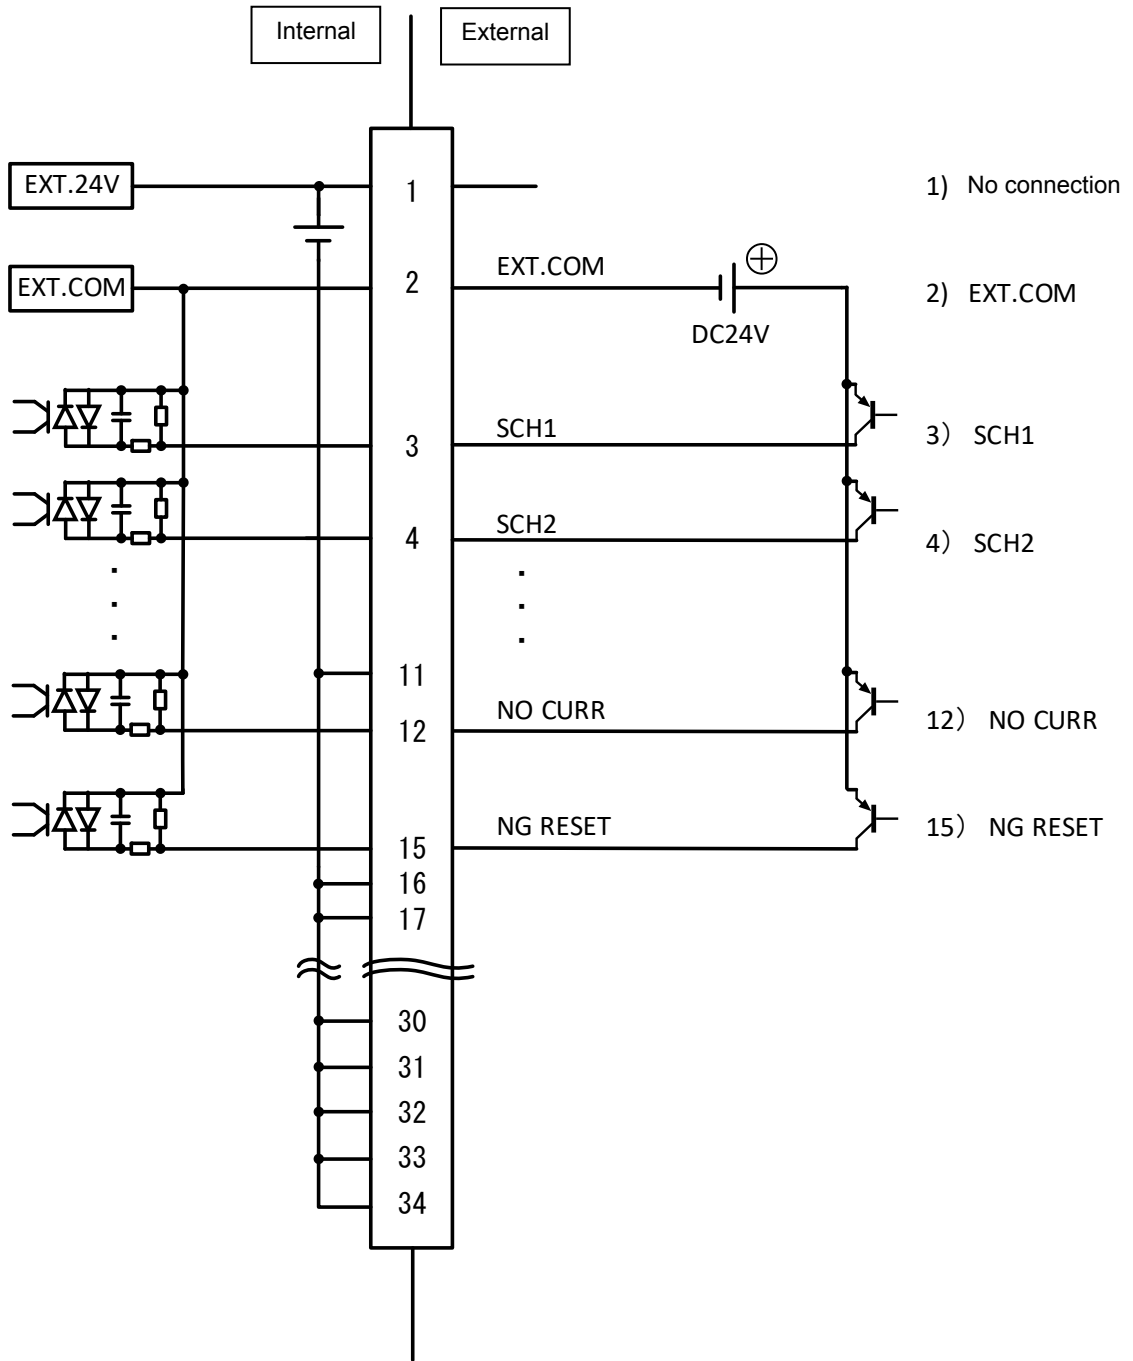 Internal External
EXT.24V 1 1) No connection
EXT.COM 2 EXT.COM ⊕ 2) EXT.COM
DC24V
3 SCH1 3) SCH1
4 SCH2 4) SCH2
11
12 NO CURR 12) NO CURR
15 NG RESET 15) NG RESET
16
17
30
31
32
33
34